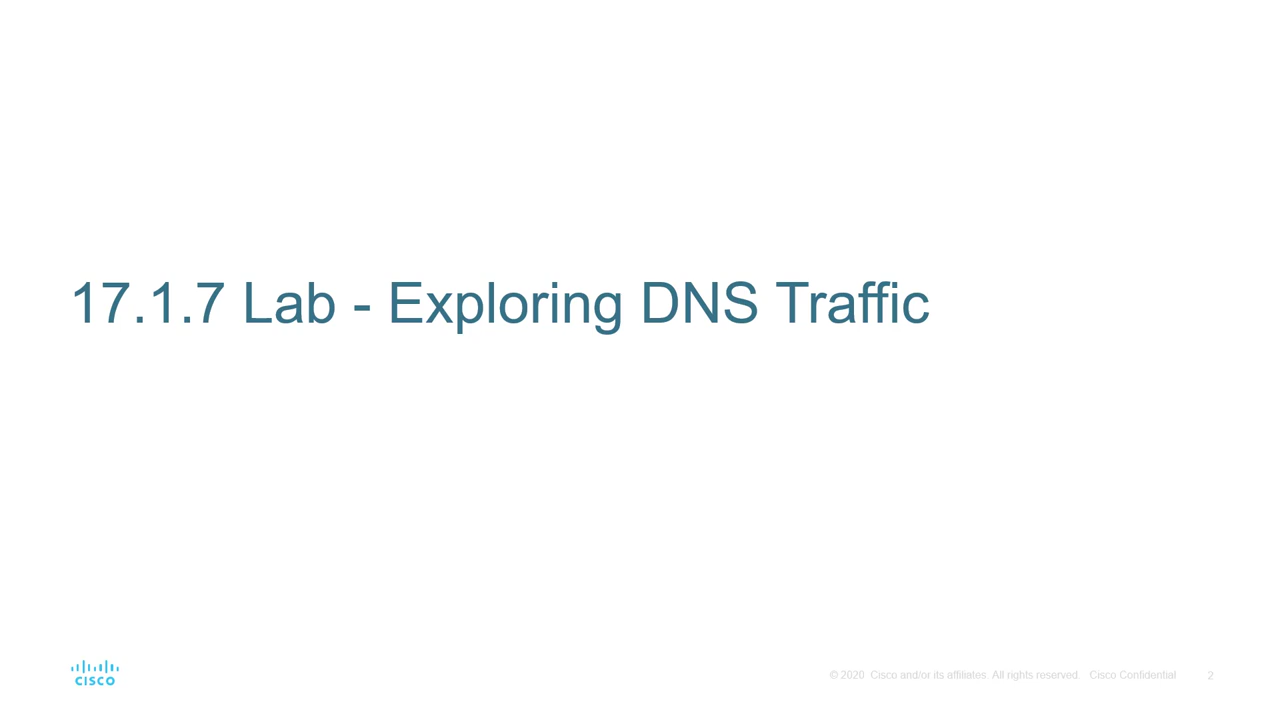 17.1.7 Lab - Exploring DNS Traffic
CISCO
© 2020 Cisco and/or its affiliates. All rights reserved. Cisco Confidential
2